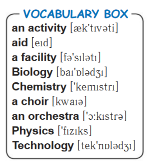 VOCABULARY BOX
an activity [æk'tɪvəti]
aid [eɪd]
a facility [fə'sɪləti]
Biology [baɪ'ɒlədʒi]
Chemistry ['kemɪstri]
a choir [kwaɪə]
an orchestra ['ɔ:kɪstrə]
Physics ['fɪzɪks]
Technology [tek'nɒlədʒi]